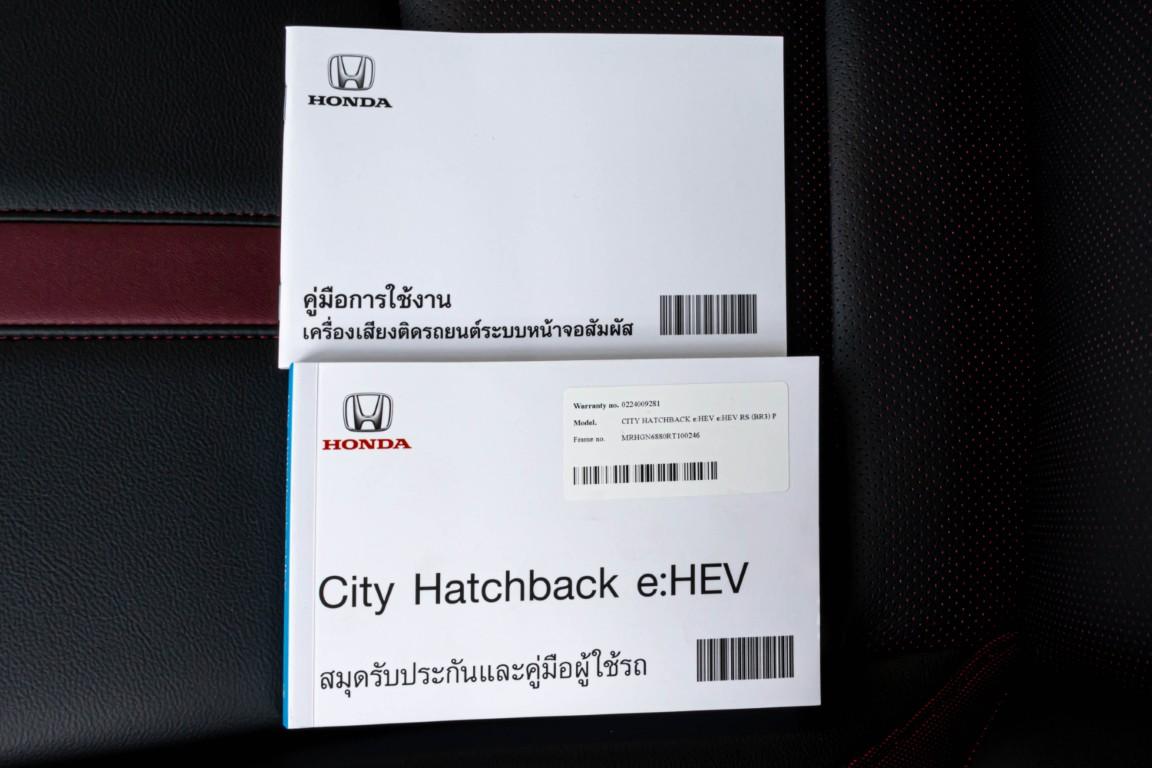 HONDA
คู่มือการใช้งาน
เครื่องเสียงติดรถยนต์ระบบหน้าจอสัมผัส
HONDA
Warranty no. 0224009281
Model. CITY HATCHBACK e:HEV e:HEV RS (BR3) P
Frame no. MRHGN6880RT100246
City Hatchback e:HEV
สมุดรับประกันและคู่มือผู้ใช้รถ